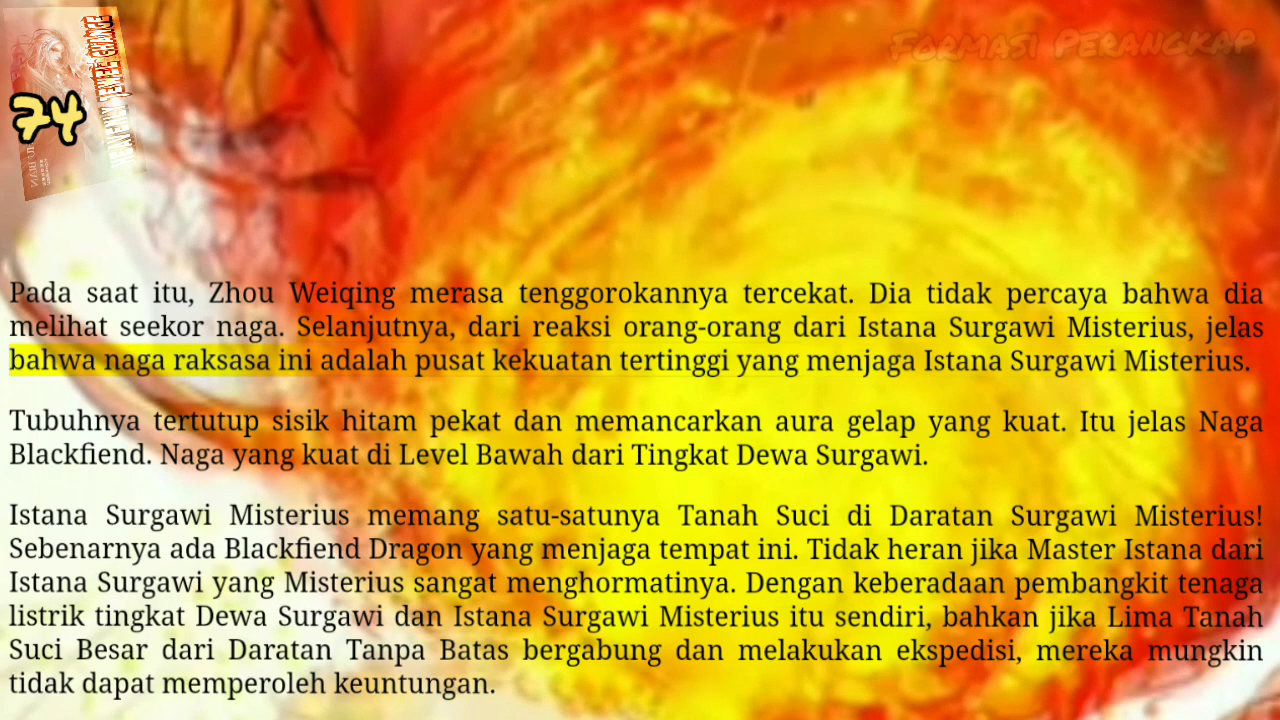 Formasi Perangkap
HEAVENLY JEWEL CHANGE
74
Pada saat itu, Zhou Weiqing merasa tenggorokannya tercekat. Dia tidak percaya bahwa dia
melihat seekor naga. Selanjutnya, dari reaksi orang-orang dari Istana Surgawi Misterius, jelas
bahwa naga raksasa ini adalah pusat kekuatan tertinggi yang menjaga Istana Surgawi Misterius.
Tubuhnya tertutup sisik hitam pekat dan memancarkan aura gelap yang kuat. Itu jelas Naga
Blackfiend. Naga yang kuat di Level Bawah dari Tingkat Dewa Surgawi.
Istana Surgawi Misterius memang satu-satunya Tanah Suci di Daratan Surgawi Misterius!
Sebenarnya ada Blackfiend Dragon yang menjaga tempat ini. Tidak heran jika Master Istana dari
Istana Surgawi yang Misterius sangat menghormatinya. Dengan keberadaan pembangkit tenaga
listrik tingkat Dewa Surgawi dan Istana Surgawi Misterius itu sendiri, bahkan jika Lima Tanah
Suci Besar dari Daratan Tanpa Batas bergabung dan melakukan ekspedisi, mereka mungkin
tidak dapat memperoleh keuntungan.